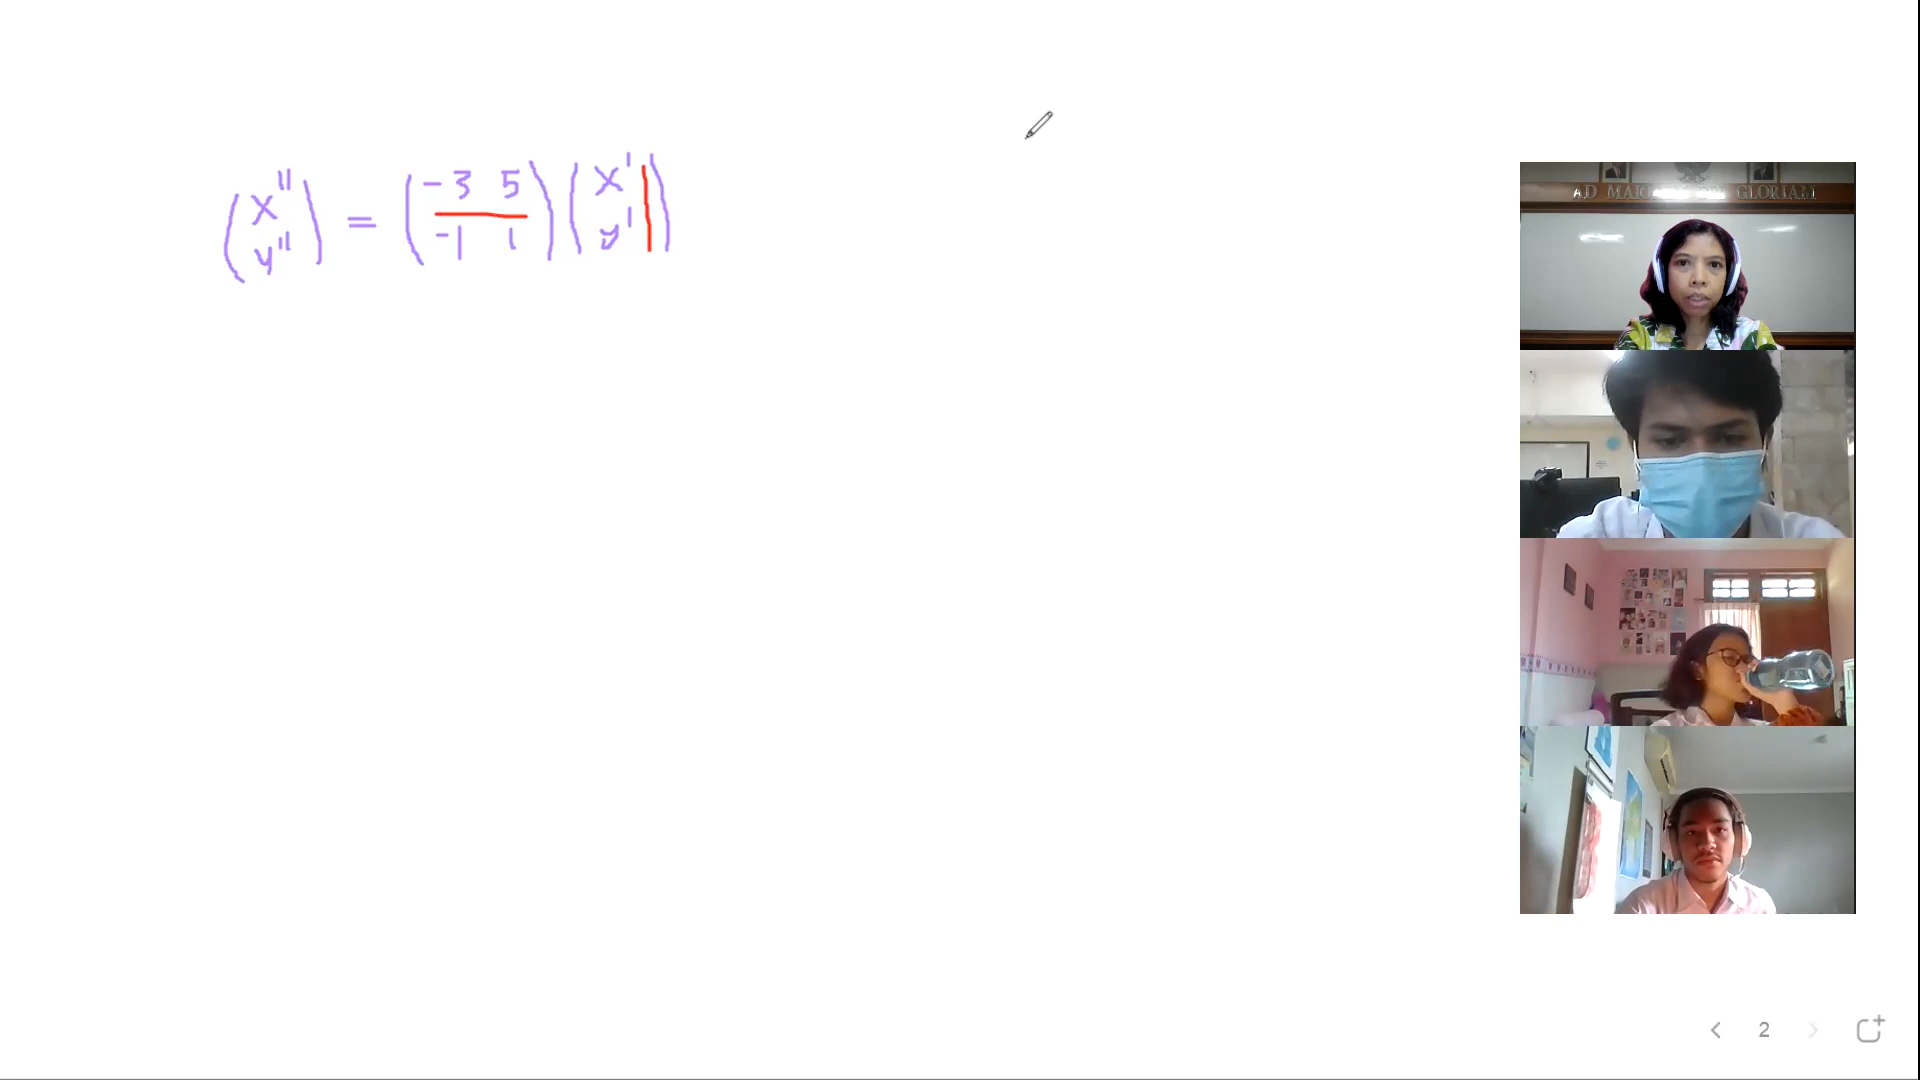 (x'' y'') = (-3 5 -1 1) (x' y')
AD MAIO GLORIAM
2